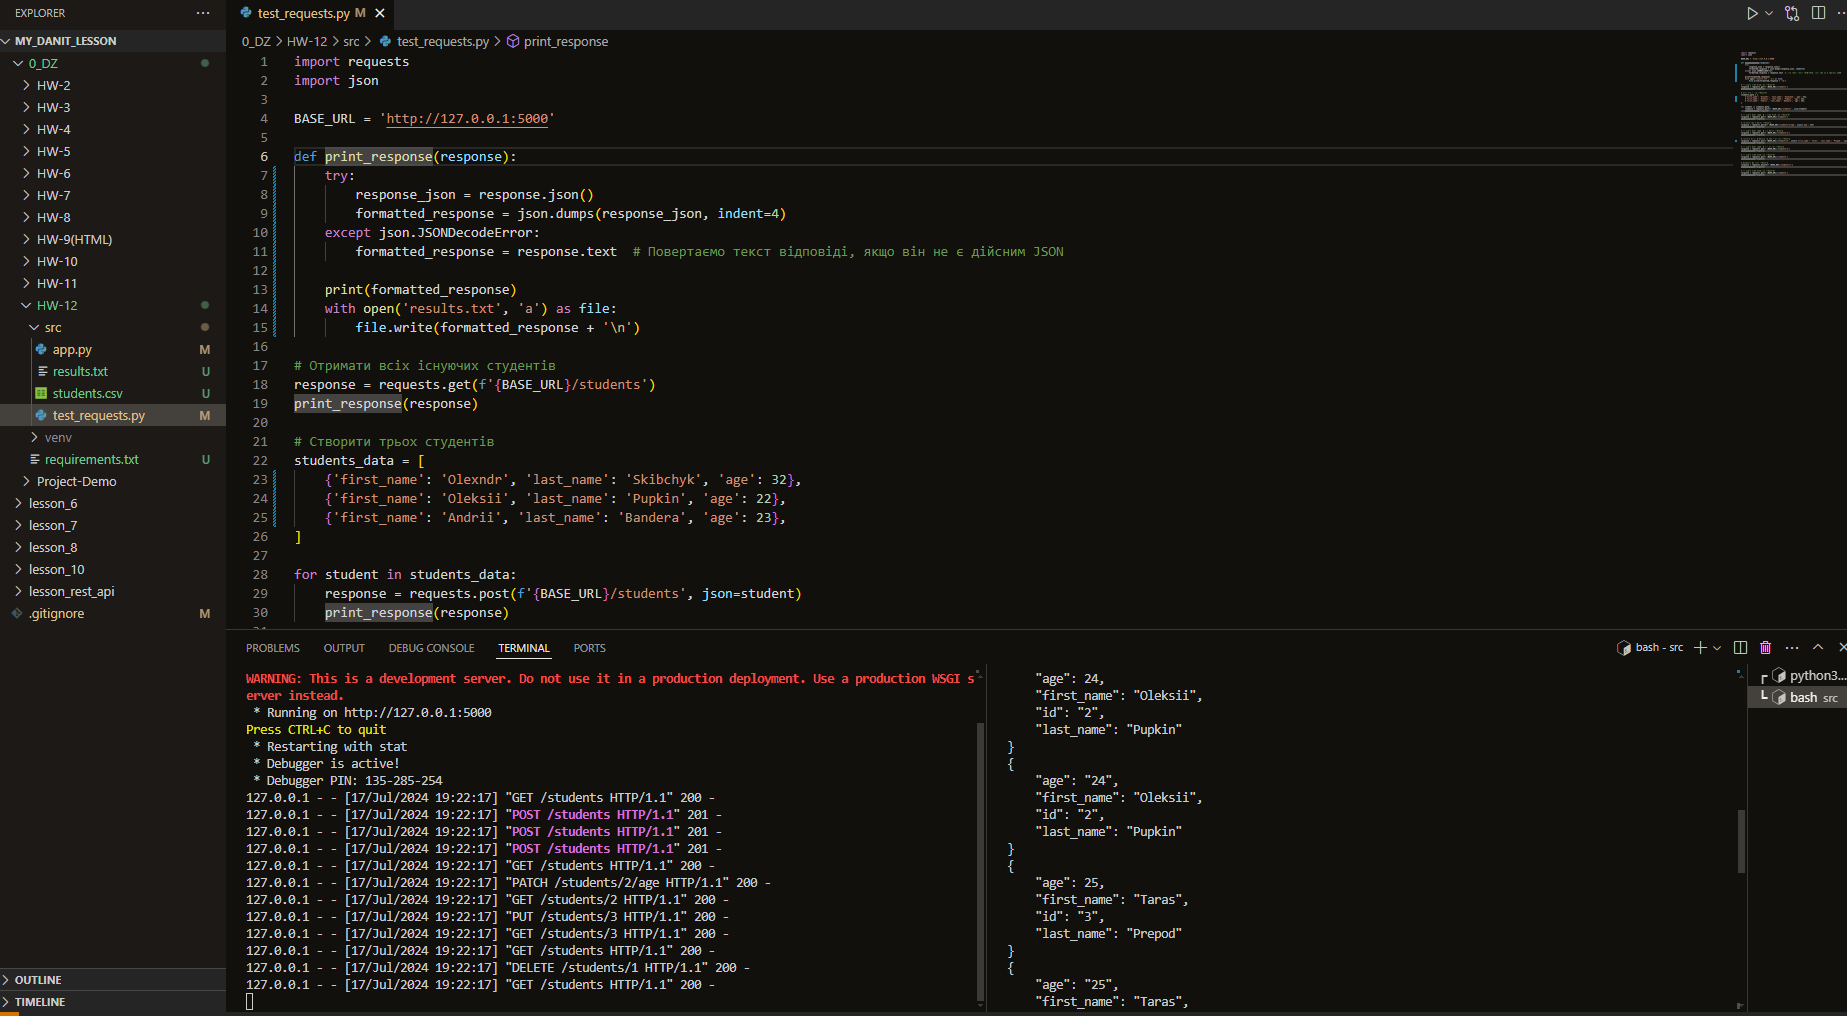 EXPLORER
MY_DANIT_LESSON
0_DZ
HW-2
HW-3
HW-4
HW-5
HW-6
HW-7
HW-8
HW-9(HTML)
HW-10
HW-11
HW-12
src
app.py M
results.txt U
students.csv U
test_requests.py M
venv
requirements.txt U
Project-Demo
lesson_6
lesson_7
lesson_8
lesson_10
lesson_rest_api
.gitignore M
OUTLINE
TIMELINE
test_requests.py M
0_DZ > HW-12 > src > test_requests.py > print_response
1 import requests
2 import json
3
4 BASE_URL = 'http://127.0.0.1:5000'
5
6 def print_response(response):
7 try:
8 response_json = response.json()
9 formatted_response = json.dumps(response_json, indent=4)
10 except json.JSONDecodeError:
11 formatted_response = response.text # Повертаємо текст відповіді, якщо він не є дійсним JSON
12
13 print(formatted_response)
14 with open('results.txt', 'a') as file:
15 file.write(formatted_response + '\n')
16
17 # Отримати всіх існуючих студентів
18 response = requests.get(f'{BASE_URL}/students')
19 print_response(response)
20
21 # Створити трьох студентів
22 students_data = [
23 {'first_name': 'Olexndr', 'last_name': 'Skibchyk', 'age': 32},
24 {'first_name': 'Oleksii', 'last_name': 'Pupkin', 'age': 22},
25 {'first_name': 'Andrii', 'last_name': 'Bandera', 'age': 23},
26 ]
27
28 for student in students_data:
29 response = requests.post(f'{BASE_URL}/students', json=student)
30 print_response(response)
PROBLEMS OUTPUT DEBUG CONSOLE TERMINAL PORTS
bash - src
WARNING: This is a development server. Do not use it in a production deployment. Use a production WSGI s
erver instead.
* Running on http://127.0.0.1:5000
Press CTRL+C to quit
* Restarting with stat
* Debugger is active!
* Debugger PIN: 135-285-254
127.0.0.1 - - [17/Jul/2024 19:22:17] "GET /students HTTP/1.1" 200 -
127.0.0.1 - - [17/Jul/2024 19:22:17] "POST /students HTTP/1.1" 201 -
127.0.0.1 - - [17/Jul/2024 19:22:17] "POST /students HTTP/1.1" 201 -
127.0.0.1 - - [17/Jul/2024 19:22:17] "POST /students HTTP/1.1" 201 -
127.0.0.1 - - [17/Jul/2024 19:22:17] "GET /students HTTP/1.1" 200 -
127.0.0.1 - - [17/Jul/2024 19:22:17] "PATCH /students/2/age HTTP/1.1" 200 -
127.0.0.1 - - [17/Jul/2024 19:22:17] "GET /students/2 HTTP/1.1" 200 -
127.0.0.1 - - [17/Jul/2024 19:22:17] "PUT /students/3 HTTP/1.1" 200 -
127.0.0.1 - - [17/Jul/2024 19:22:17] "GET /students/3 HTTP/1.1" 200 -
127.0.0.1 - - [17/Jul/2024 19:22:17] "GET /students HTTP/1.1" 200 -
127.0.0.1 - - [17/Jul/2024 19:22:17] "DELETE /students/1 HTTP/1.1" 200 -
127.0.0.1 - - [17/Jul/2024 19:22:17] "GET /students HTTP/1.1" 200 -
"age": 24,
"first_name": "Oleksii",
"id": "2",
"last_name": "Pupkin"
}
{
"age": "24",
"first_name": "Oleksii",
"id": "2",
"last_name": "Pupkin"
}
{
"age": 25,
"first_name": "Taras",
"id": "3",
"last_name": "Prepod"
}
{
"age": "25",
"first_name": "Taras",
python3...
bash src